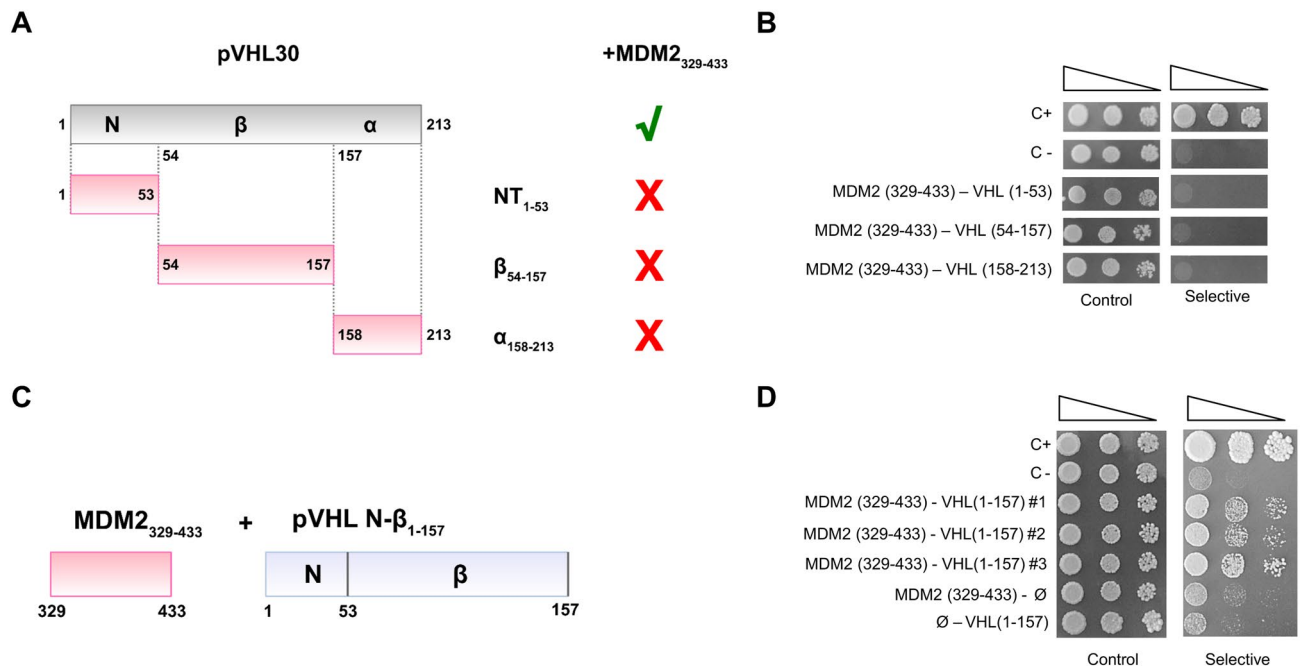 A
pVHL30
+MDM2329-433
1
N
β
α
213
54
157
1
53
NT1-53
54
157
β54-157
158
213
α158-213
B
C+
C -
MDM2 (329-433) – VHL (1-53)
MDM2 (329-433) – VHL (54-157)
MDM2 (329-433) – VHL (158-213)
Control
Selective
C
MDM2329-433
+
pVHL N-β1-157
N
β
329
433
1
53
157
D
C+
C -
MDM2 (329-433) - VHL(1-157) #1
MDM2 (329-433) - VHL(1-157) #2
MDM2 (329-433) - VHL(1-157) #3
MDM2 (329-433) - Ø
Ø – VHL(1-157)
Control
Selective